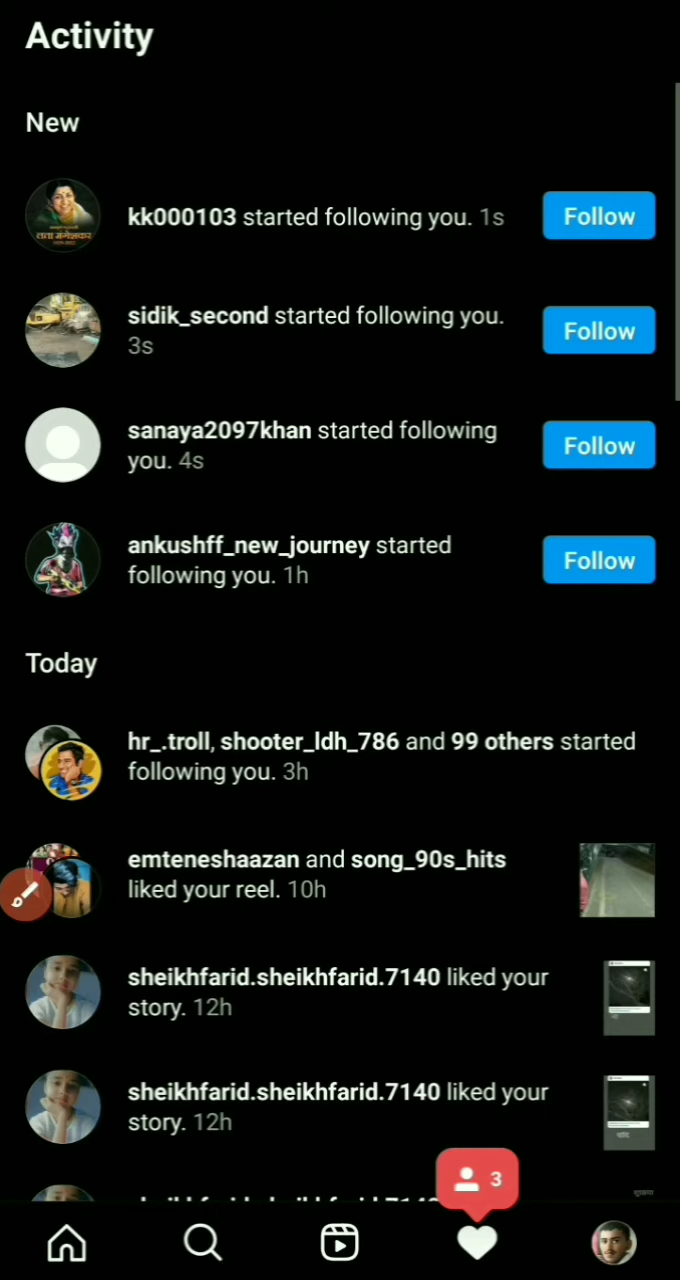 Activity
New
kk000103 started following you. 1s
Follow
लता मंगेशकर
sidik_second started following you.
3s
Follow
sanaya2097khan started following
you. 4s
Follow
ankushff_new_journey started
following you. 1h
Follow
Today
hr_.troll, shooter_ldh_786 and 99 others started
following you. 3h
emteneshaazan and song_90s_hits
liked your reel. 10h
sheikhfarid.sheikhfarid.7140 liked your
story. 12h
sheikhfarid.sheikhfarid.7140 liked your
story. 12h
3